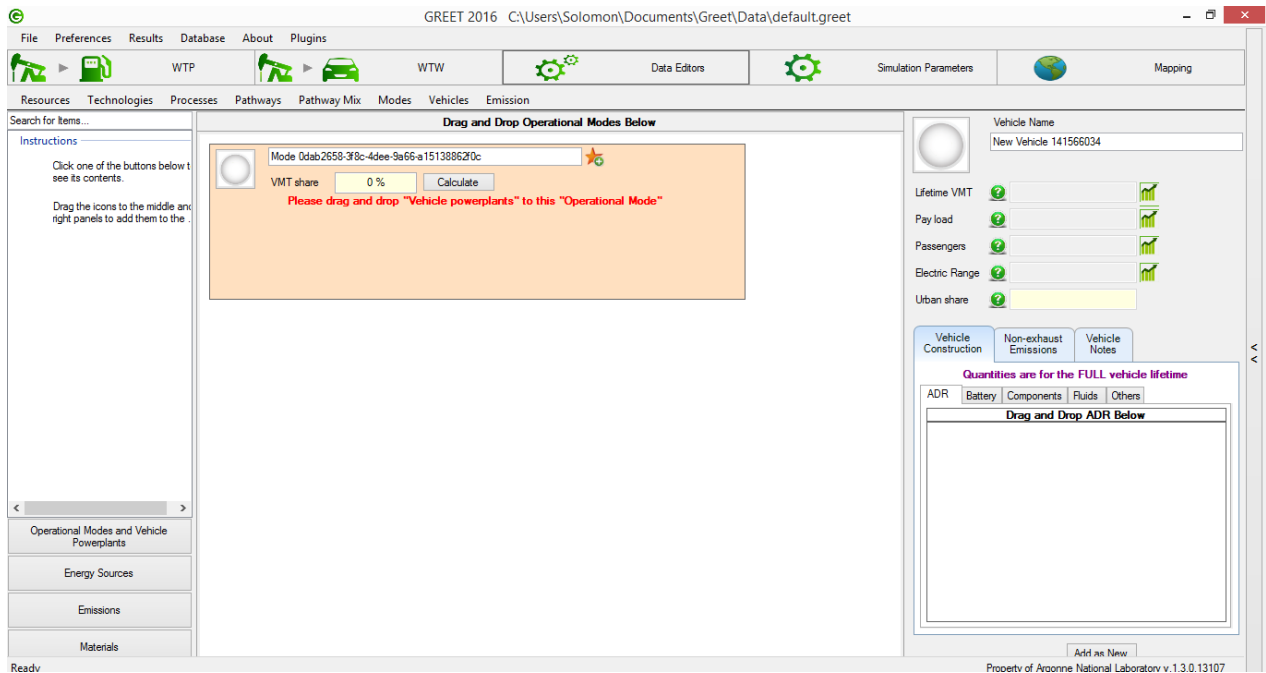 GREET 2016 C:\Users\Solomon\Documents\Greet\Data\default.greet
File Preferences Results Database About Plugins
WTP WTW Data Editors Simulation Parameters Mapping
Resources Technologies Processes Pathways Pathway Mix Modes Vehicles Emission
Search for Items...
Instructions
Click one of the buttons below t
see its contents.
Drag the icons to the middle and
right panels to add them to the .
Operational Modes and Vehicle
Powerplants
Energy Sources
Emissions
Materials
Drag and Drop Operational Modes Below
Mode 0dab2658-3f8c-4dee-9a66-a15138862f0c
VMT share 0 % Calculate
Please drag and drop "Vehicle powerplants" to this "Operational Mode"
Vehicle Name
New Vehicle 141566034
Lifetime VMT
Pay load
Passengers
Electric Range
Urban share
Vehicle
Construction
Non-exhaust
Emissions
Vehicle
Notes
Quantities are for the FULL vehicle lifetime
ADR Battery Components Fluids Others
Drag and Drop ADR Below
Add as New
Ready
Property of Argonne National Laboratory v.1.3.0.13107